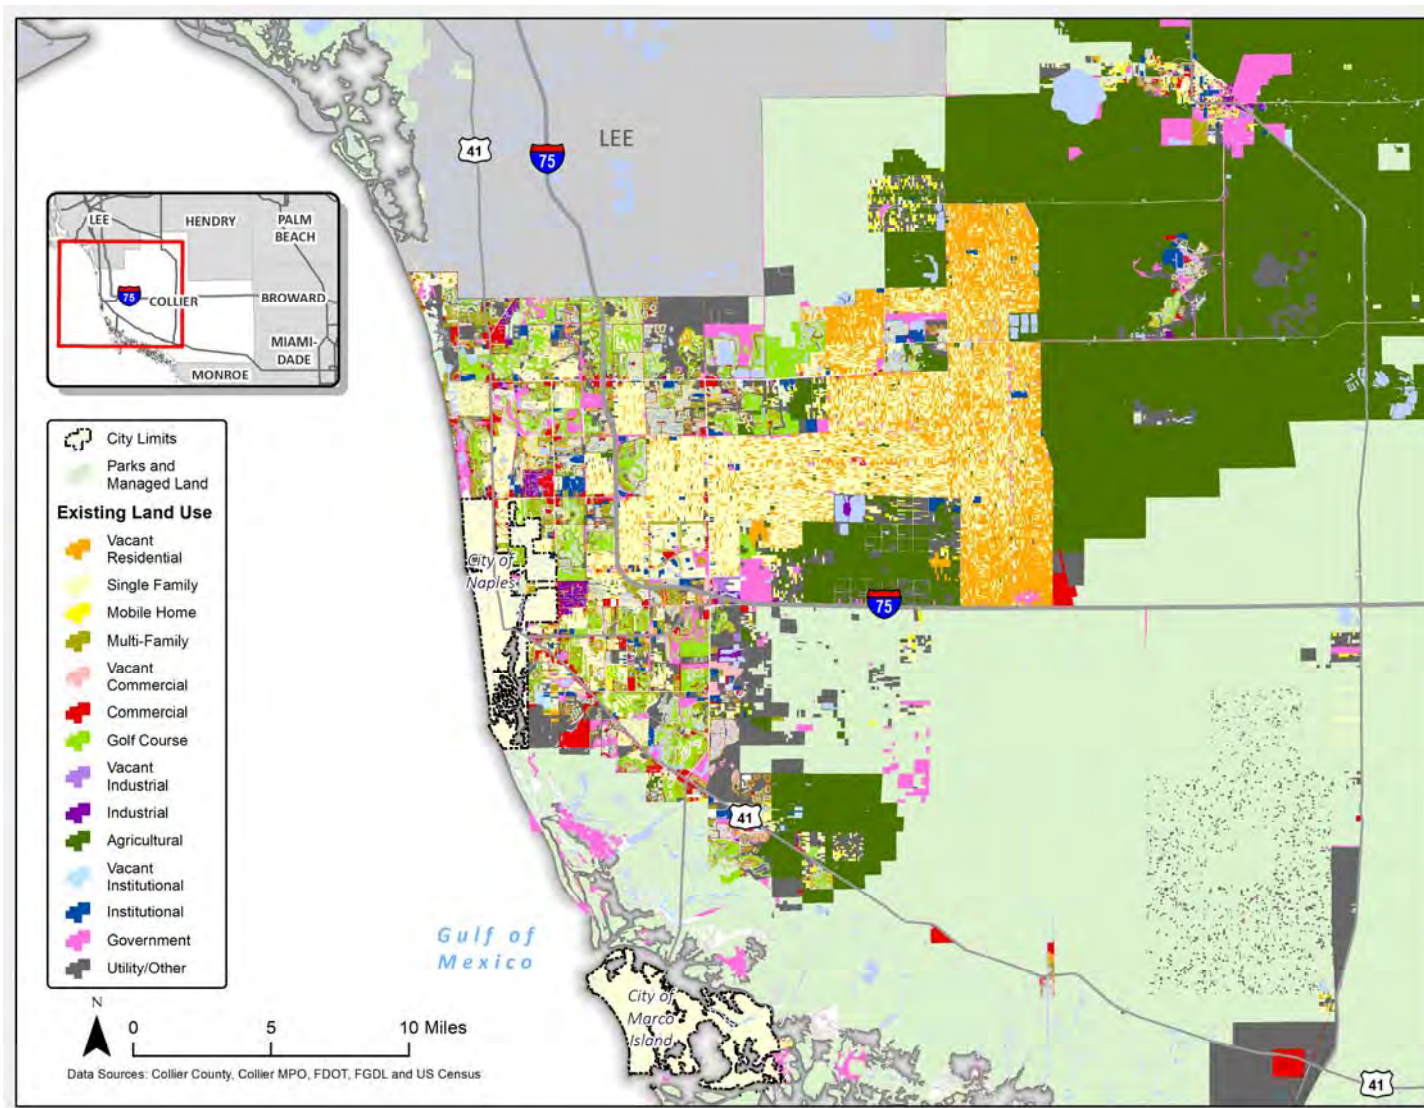 41
75
LEE
LEE
HENDRY
PALM
BEACH
75
COLLIER
BROWARD
MIAMI-
DADE
MONROE
City Limits
Parks and
Managed Land
Existing Land Use
Vacant
Residential
Single Family
Mobile Home
Multi-Family
Vacant
Commercial
Commercial
Golf Course
Vacant
Industrial
Industrial
Agricultural
Vacant
Institutional
Institutional
Government
Utility/Other
City of
Naples
75
41
Gulf of
Mexico
City of
Marco
Island
N
0 5 10 Miles
Data Sources: Collier County, Collier MPO, FDOT, FGDL and US Census
41